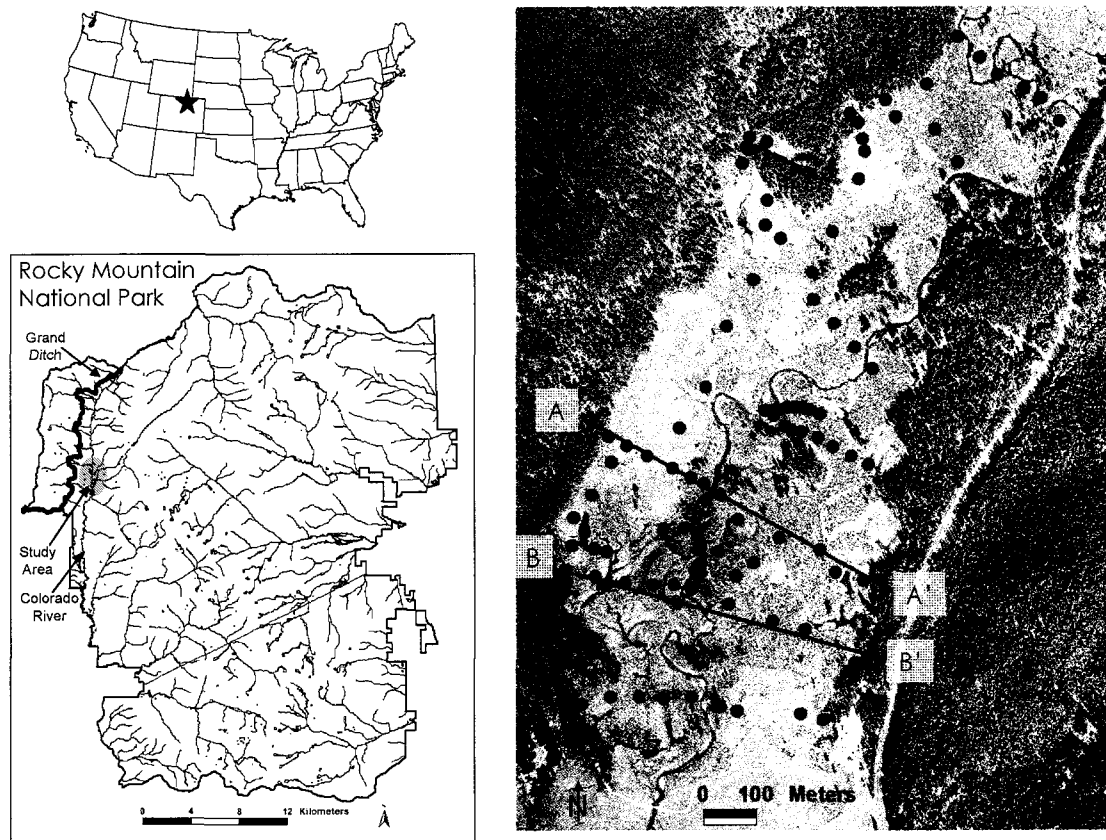 Rocky Mountain
National Park
Grand
Ditch
Study
Area
Colorado
River
0 4 8 12 Kilometers
N
A
B
A'
B'
N
0 100 Meters